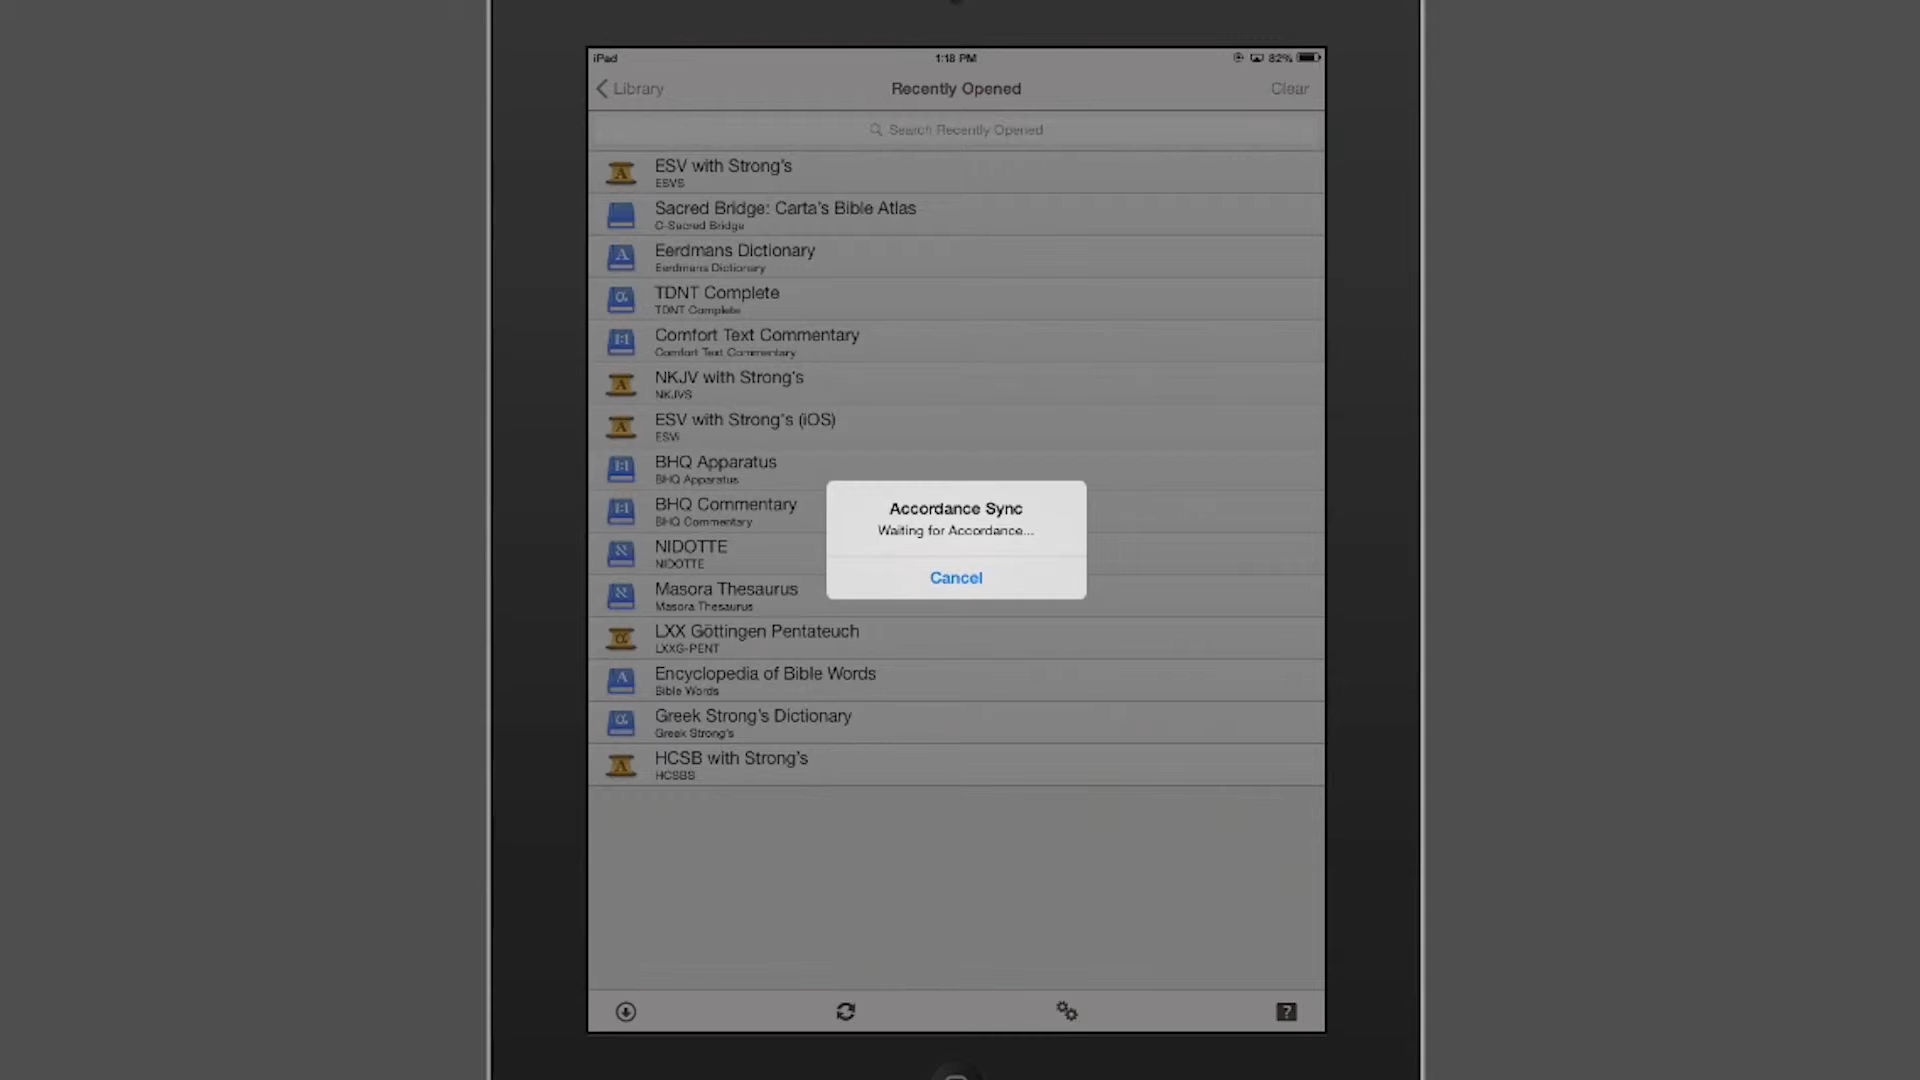 iPad 1:18 PM 82%
Library Recently Opened Clear
Search Recently Opened
ESV with Strong's
ESVS
Sacred Bridge: Carta's Bible Atlas
C-Sacred Bridge
Eerdmans Dictionary
Eerdmans Dictionary
TDNT Complete
TDNT Complete
Comfort Text Commentary
Comfort Text Commentary
NKJV with Strong's
NKJVS
ESV with Strong's (iOS)
ESVi
BHQ Apparatus
BHQ Apparatus
BHQ Commentary
BHQ Commentary
NIDOTTE
NIDOTTE
Masora Thesaurus
Masora Thesaurus
LXX Göttingen Pentateuch
LXXG-PENT
Encyclopedia of Bible Words
Bible Words
Greek Strong's Dictionary
Greek Strong's
HCSB with Strong's
HCSBS
Accordance Sync
Waiting for Accordance...
Cancel